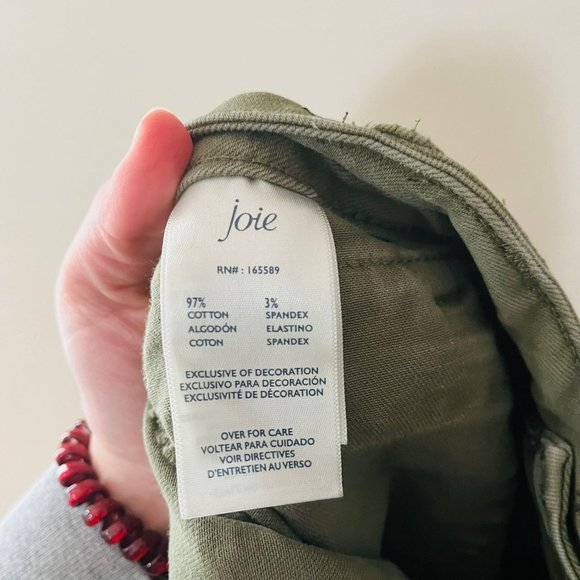 joie
RN#: 165589
97% 3%
COTTON SPANDEX
ALGODÓN ELASTINO
COTON SPANDEX
EXCLUSIVE OF DECORATION
EXCLUSIVO PARA DECORACIÓN
EXCLUSIVITÉ DE DÉCORATION
OVER FOR CARE
VOLTEAR PARA CUIDADO
VOIR DIRECTIVES
D'ENTRETIEN AU VERSO